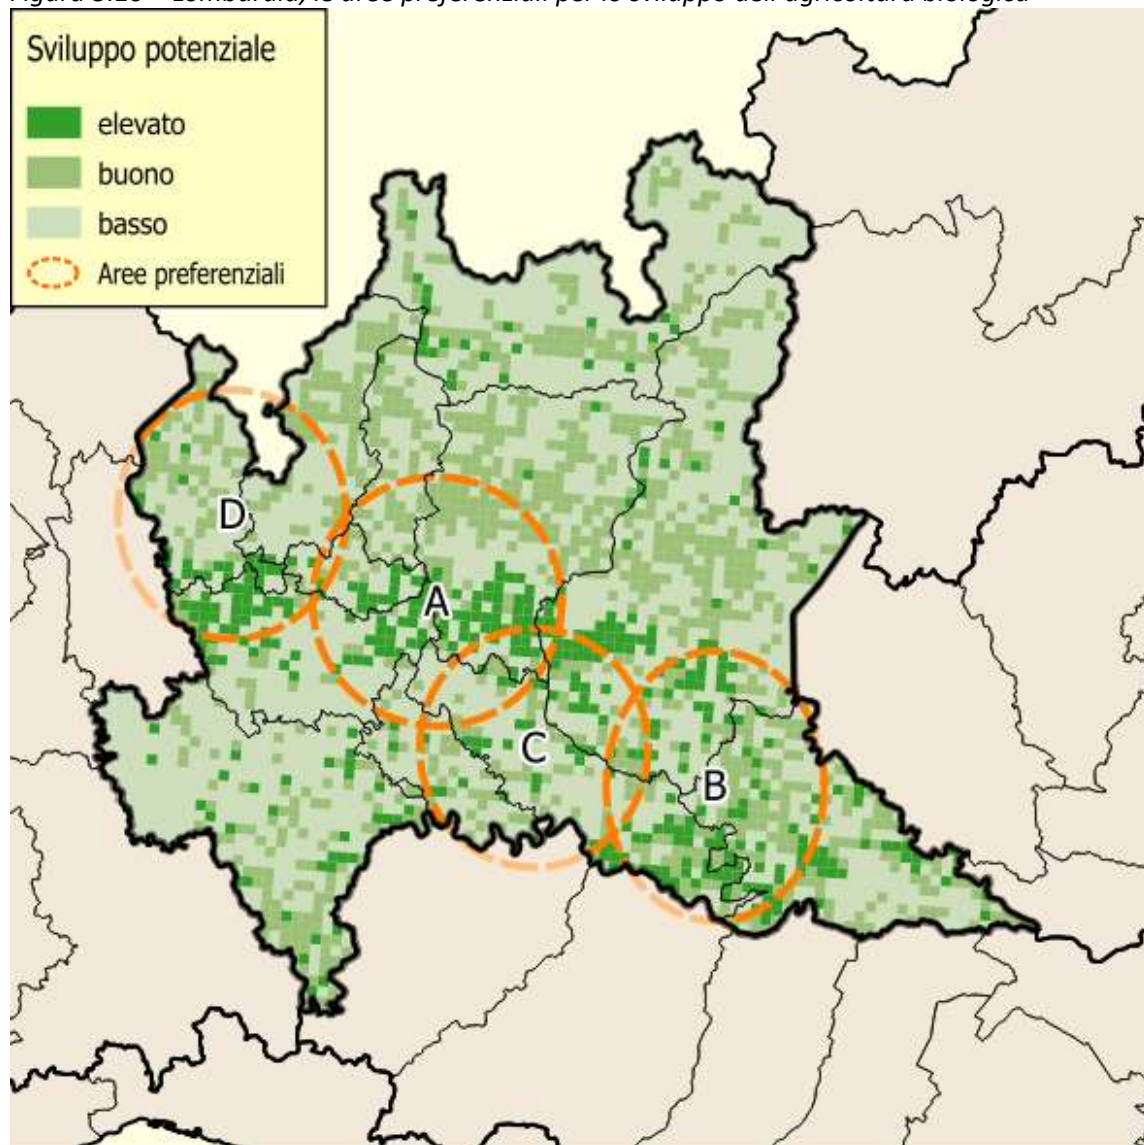 Sviluppo potenziale
elevato
buono
basso
Aree preferenziali
D
A
C
B